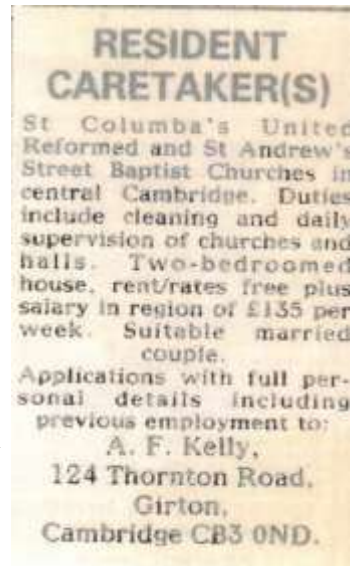 RESIDENT
CARETAKER(S)
St Columba's United
Reformed and St Andrew's
Street Baptist Churches in
central Cambridge. Duties
include cleaning and daily
supervision of churches and
halls. Two-bedroomed
house, rent/rates free plus
salary in region of £135 per
week. Suitable married
couple.
Applications with full per-
sonal details including
previous employment to:
A. F. Kelly,
124 Thornton Road,
Girton,
Cambridge CB3 0ND.